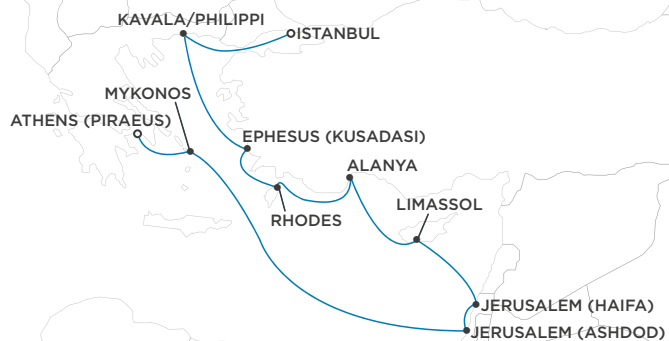 KAVALA/PHILIPPI
ISTANBUL
MYKONOS
ATHENS (PIRAEUS)
EPHESUS (KUSADASI)
ALANYA
LIMASSOL
RHODES
JERUSALEM (HAIFA)
JERUSALEM (ASHDOD)